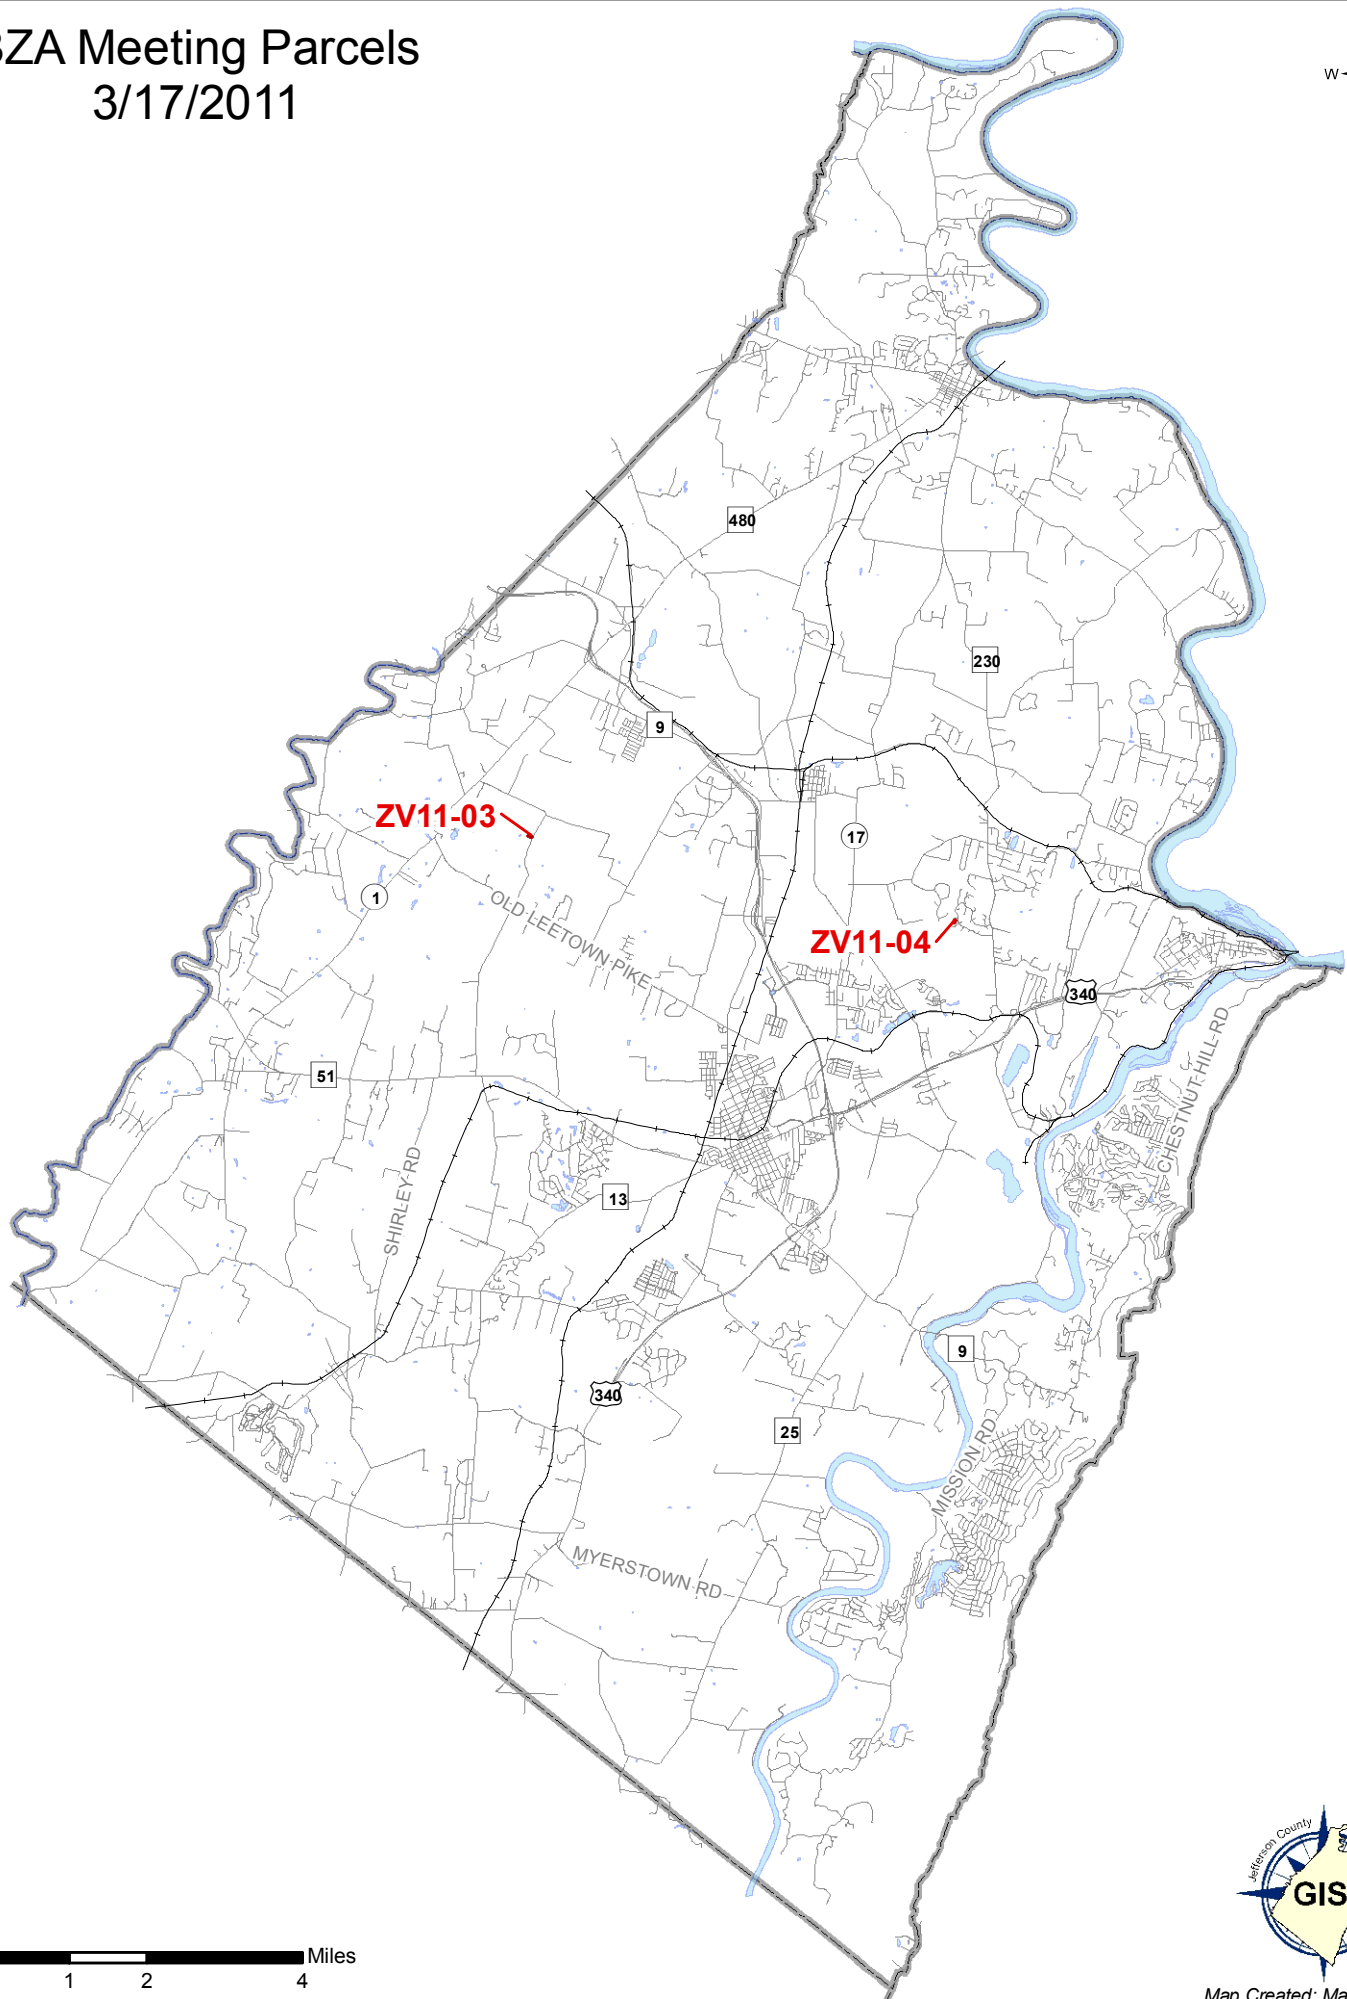 BZA Meeting Parcels
3/17/2011
W
480
230
9
ZV11-03
17
1
OLD LEETOWN PIKE
ZV11-04
340
51
CHESTNUT HILL RD
SHIRLEY RD
13
9
340
25
MISSION RD
MYERSTOWN RD
Jefferson County
GIS
Miles
1 2 4
Map Created: Ma